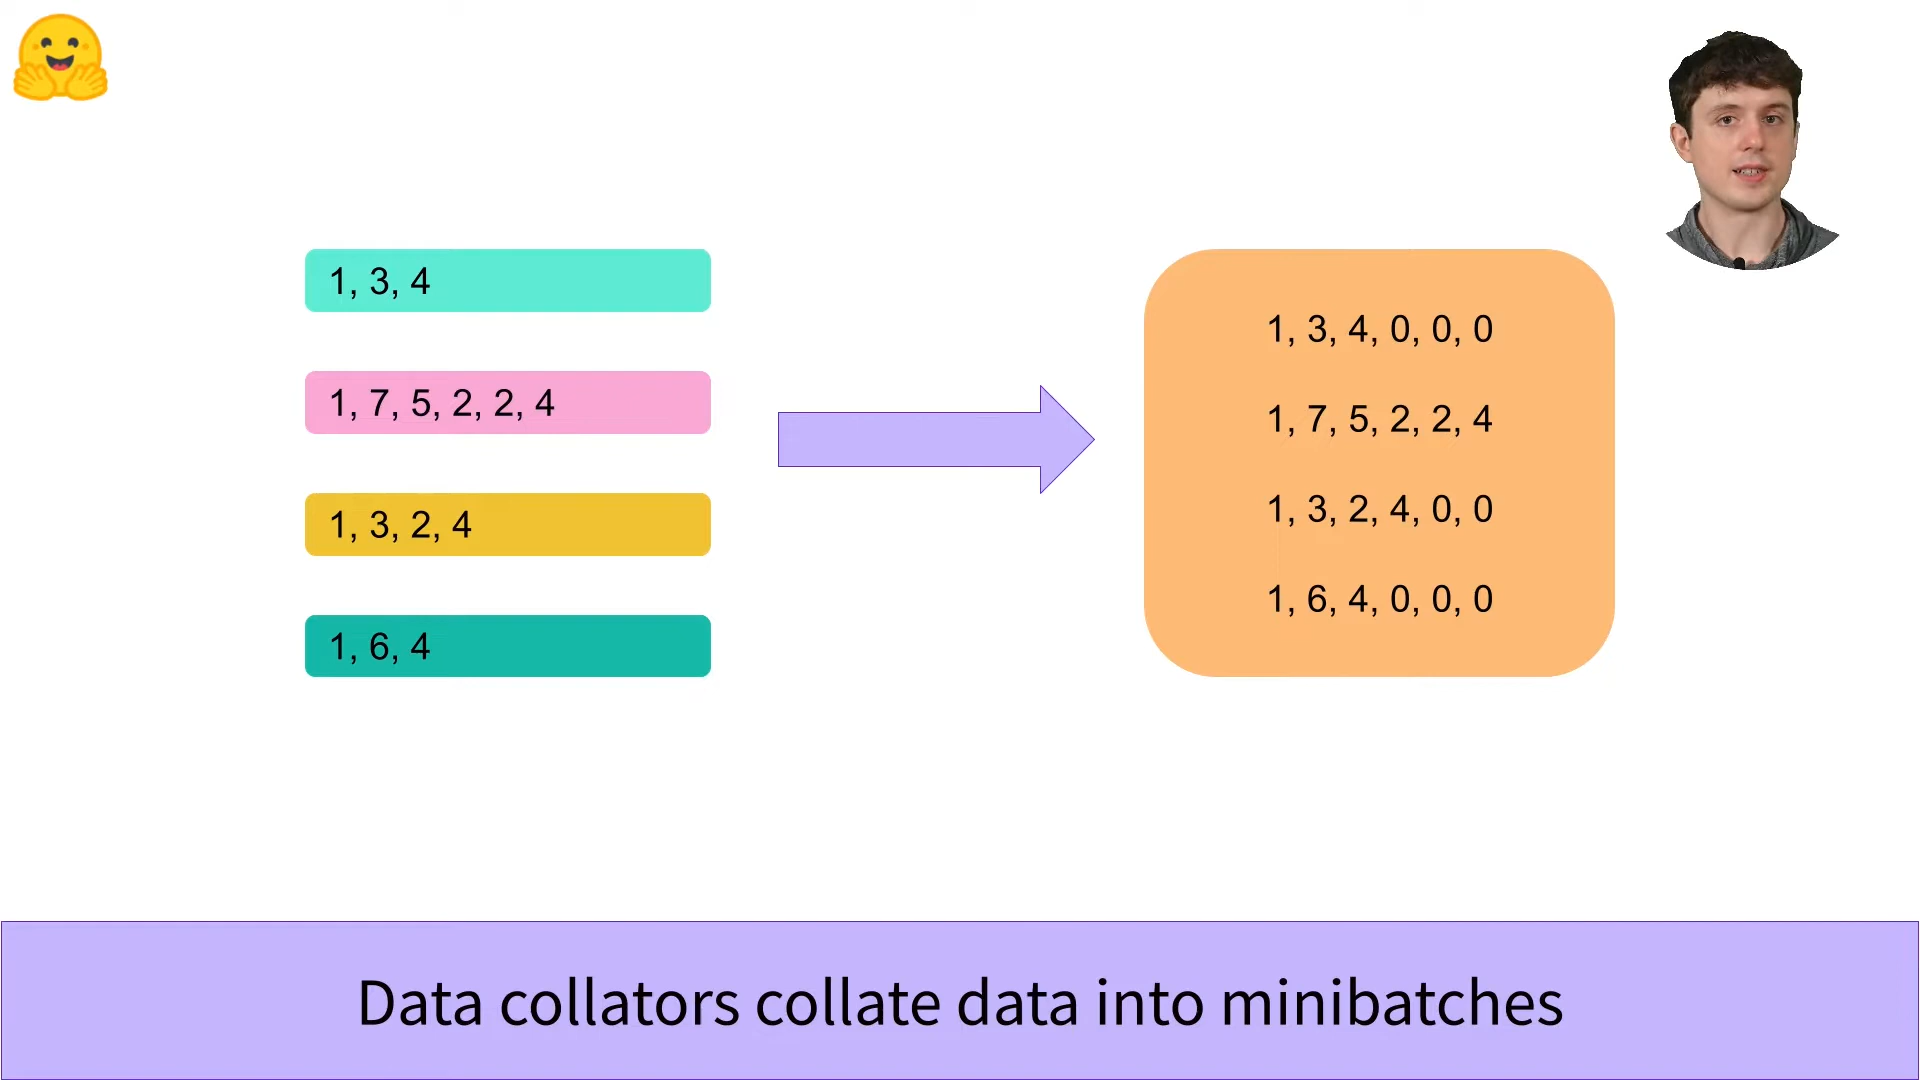 1, 3, 4
1, 7, 5, 2, 2, 4
1, 3, 2, 4
1, 6, 4
1, 3, 4, 0, 0, 0
1, 7, 5, 2, 2, 4
1, 3, 2, 4, 0, 0
1, 6, 4, 0, 0, 0
Data collators collate data into minibatches